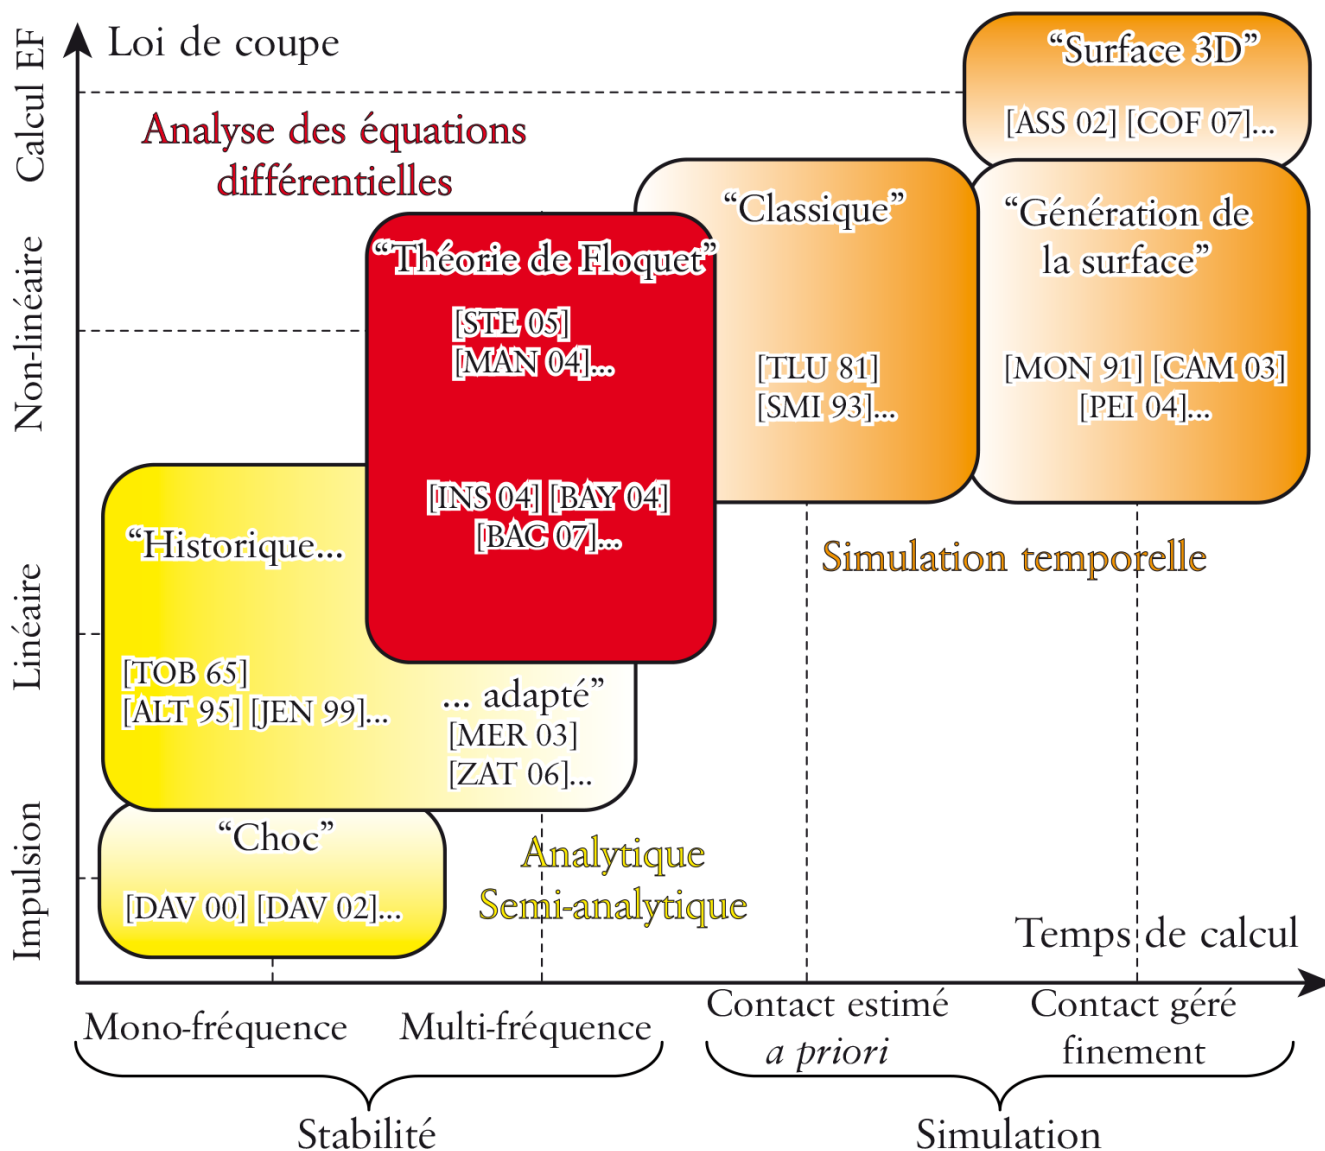 Loi de coupe
Calcul EF
Non-linéaire
Linéaire
Impulsion
“Surface 3D”
[ASS 02] [COF 07]...
Analyse des équations
différentielles
“Classique”
[TLU 81]
[SMI 93]...
“Génération de
la surface”
[MON 91] [CAM 03]
[PEI 04]...
“Théorie de Floquet”
[STE 05]
[MAN 04]...
[INS 04] [BAY 04]
[BAC 07]...
“Historique...
[TOB 65]
[ALT 95] [JEN 99]...
... adapté”
[MER 03]
[ZAT 06]...
Simulation temporelle
“Choc”
[DAV 00] [DAV 02]...
Analytique
Semi-analytique
Temps de calcul
Mono-fréquence
Multi-fréquence
Contact estimé
a priori
Contact géré
finement
Stabilité
Simulation